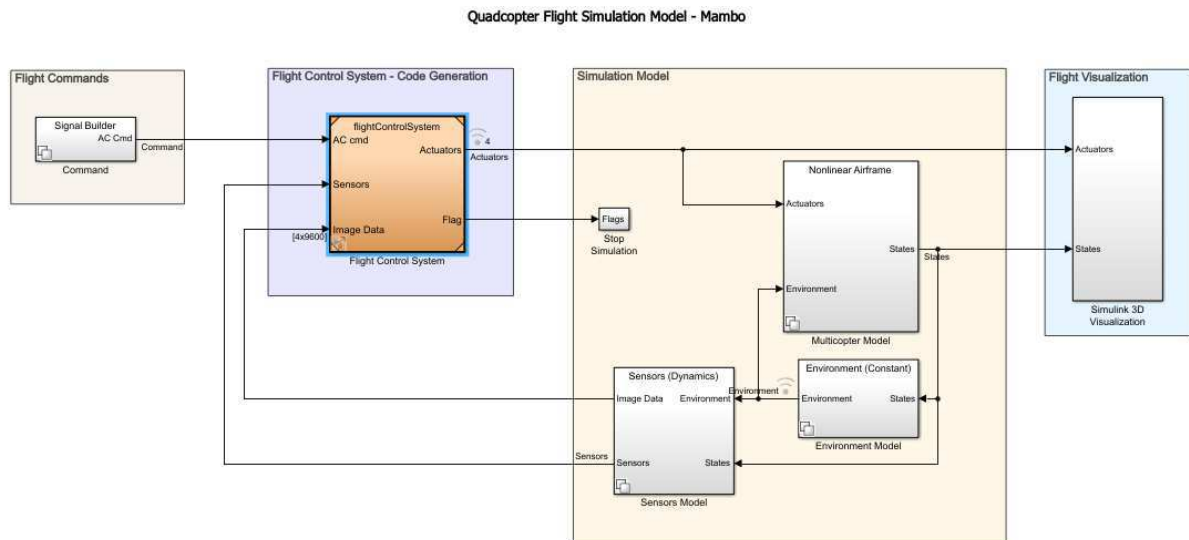 Quadcopter Flight Simulation Model - Mambo
Flight Commands
Signal Builder
AC Cmd
Command
Command
Flight Control System - Code Generation
flightControlSystem
AC cmd
Actuators
4
Actuators
Sensors
Flag
Image Data
[4x9600]
Flight Control System
Simulation Model
Flags
Stop
Simulation
Nonlinear Airframe
Actuators
States
States
Environment
Multicopter Model
Sensors (Dynamics)
Image Data
Environment
Environment
Sensors
Sensors
States
Sensors Model
Environment (Constant)
Environment
States
Environment Model
Flight Visualization
Actuators
States
Simulink 3D
Visualization